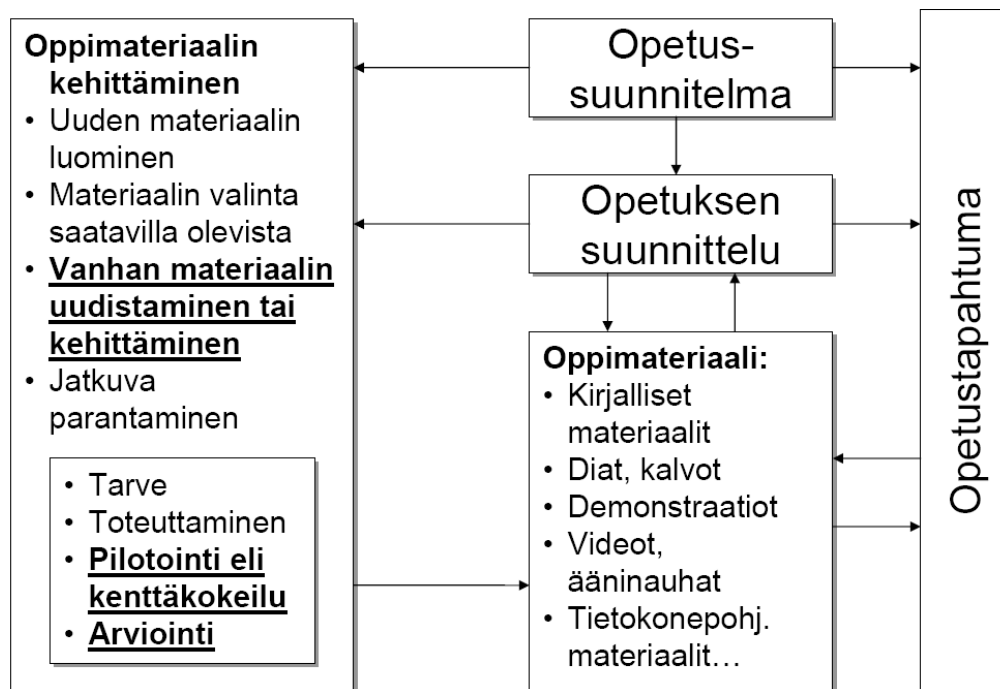 Oppimateriaalin
kehittäminen
• Uuden materiaalin
luominen
• Materiaalin valinta
saatavilla olevista
• Vanhan materiaalin
uudistaminen tai
kehittäminen
• Jatkuva
parantaminen
• Tarve
• Toteuttaminen
• Pilotointi eli
kenttäkokeilu
• Arviointi
Opetus-
suunnitelma
Opetuksen
suunnittelu
Oppimateriaali:
• Kirjalliset
materiaalit
• Diat, kalvot
• Demonstraatiot
• Videot,
ääninauhat
• Tietokonepohj.
materiaalit…
Opetustapahtuma